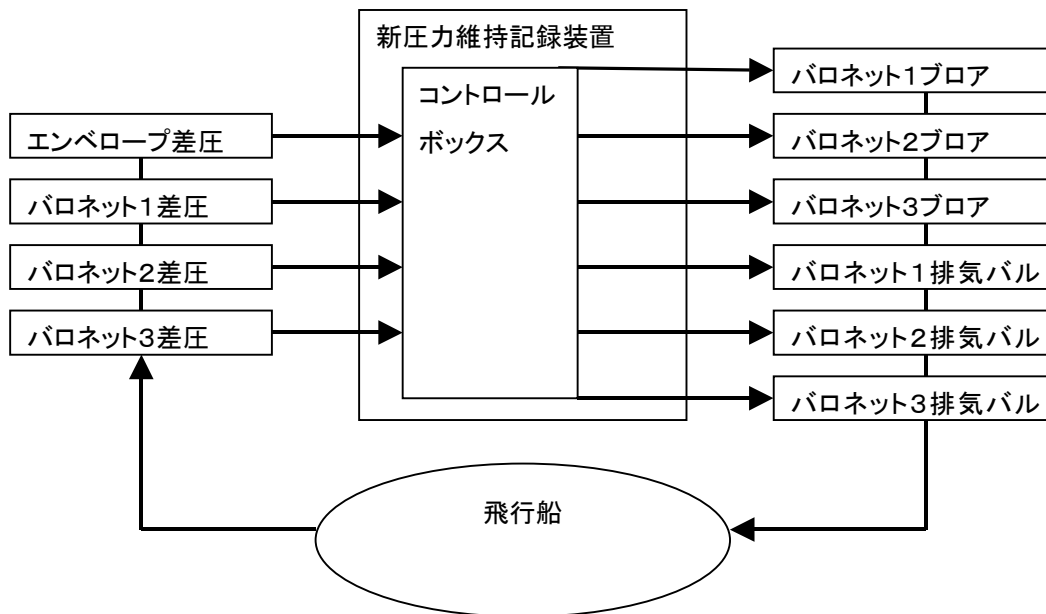 新圧力維持記録装置
コントロール
ボックス
エンベロープ差圧
バロネット1差圧
バロネット2差圧
バロネット3差圧
バロネット1ブロア
バロネット2ブロア
バロネット3ブロア
バロネット1排気バル
バロネット2排気バル
バロネット3排気バル
飛行船